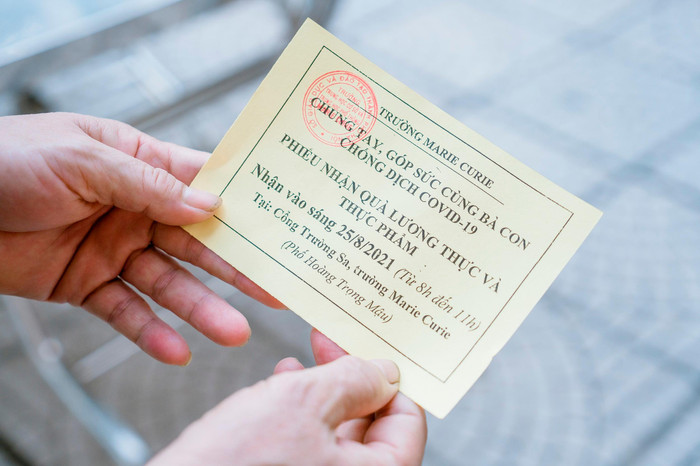 TRƯỜNG MARIE CURIE
CHUNG TAY, GÓP SỨC CÙNG BÀ CON
CHỐNG DỊCH COVID-19
PHIẾU NHẬN QUÀ LƯƠNG THỰC VÀ
THỰC PHẨM
Nhận vào sáng 25/8/2021 (Từ 8h đến 11h)
Tại: Cổng Trường Sa, trường Marie Curie
(Phố Hoàng Trọng Mậu)